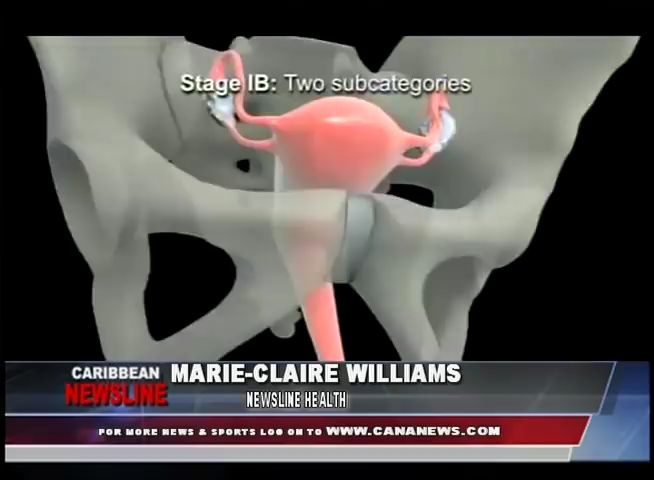 Stage IB: Two subcategories
CARIBBEAN
NEWSLINE
MARIE-CLAIRE WILLIAMS
NEWSLINE HEALTH
FOR MORE NEWS & SPORTS LOG ON TO WWW.CANANEWS.COM